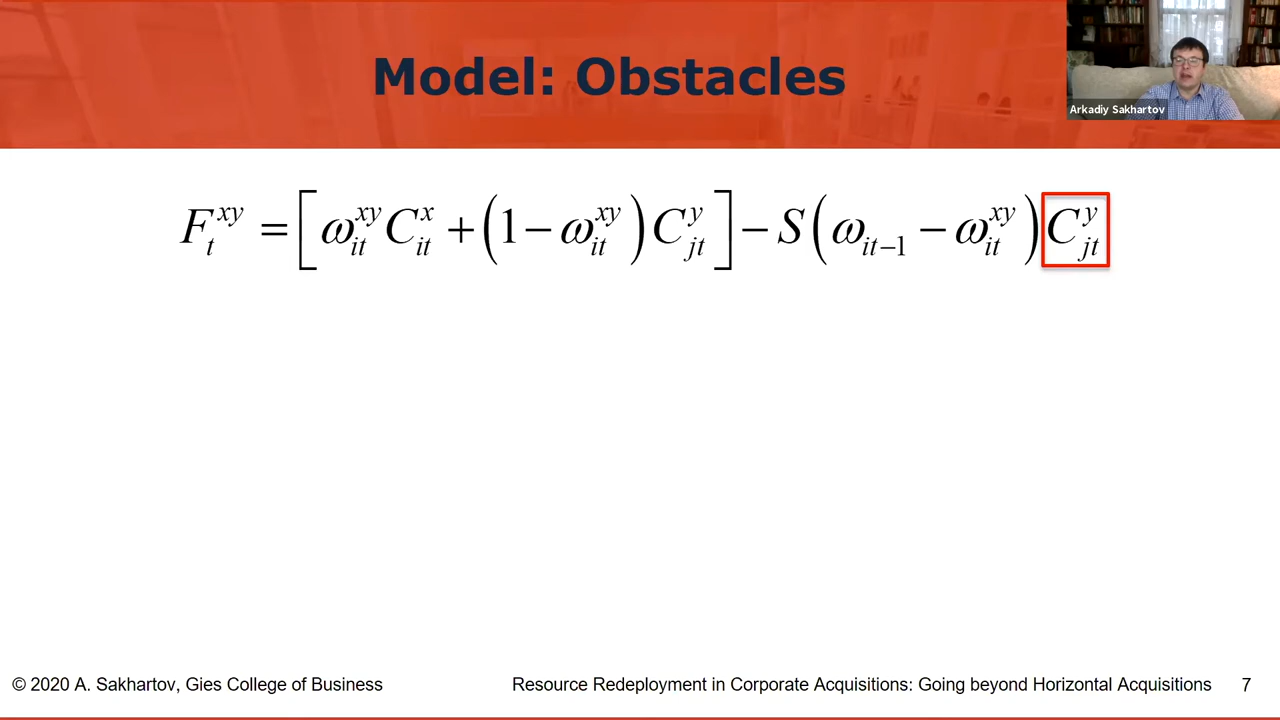 Model: Obstacles
Arkadiy Sakhartov
F_t^{xy} = [ω_{it}^{xy} C_{it}^x + (1 − ω_{it}^{xy}) C_{jt}^y] − S(ω_{it−1} − ω_{it}^{xy}) C_{jt}^y
© 2020 A. Sakhartov, Gies College of Business
Resource Redeployment in Corporate Acquisitions: Going beyond Horizontal Acquisitions 7